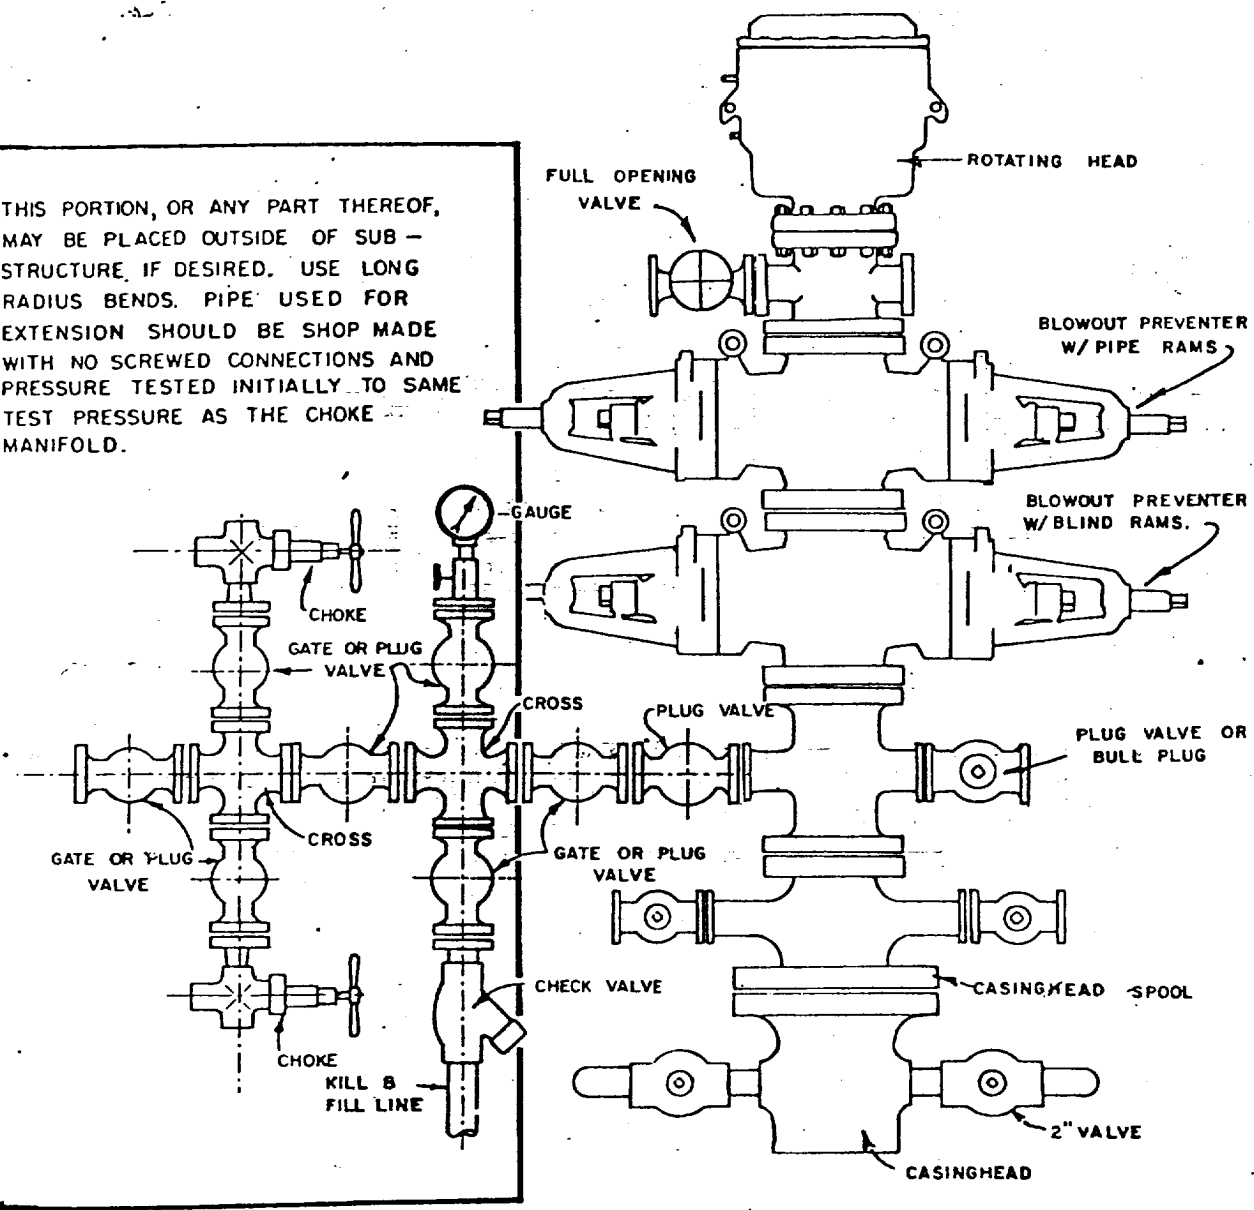 THIS PORTION, OR ANY PART THEREOF,
MAY BE PLACED OUTSIDE OF SUB –
STRUCTURE IF DESIRED. USE LONG
RADIUS BENDS. PIPE USED FOR
EXTENSION SHOULD BE SHOP MADE
WITH NO SCREWED CONNECTIONS AND
PRESSURE TESTED INITIALLY TO SAME
TEST PRESSURE AS THE CHOKE
MANIFOLD.
ROTATING HEAD
FULL OPENING
VALVE
BLOWOUT PREVENTER
W/ PIPE RAMS
BLOWOUT PREVENTER
W/ BLIND RAMS.
GAUGE
CHOKE
GATE OR PLUG
VALVE
CROSS
PLUG VALVE
PLUG VALVE OR
BULL PLUG
CROSS
GATE OR PLUG
VALVE
GATE OR PLUG
VALVE
CHECK VALVE
CASINGHEAD SPOOL
CHOKE
KILL 8
FILL LINE
2" VALVE
CASINGHEAD